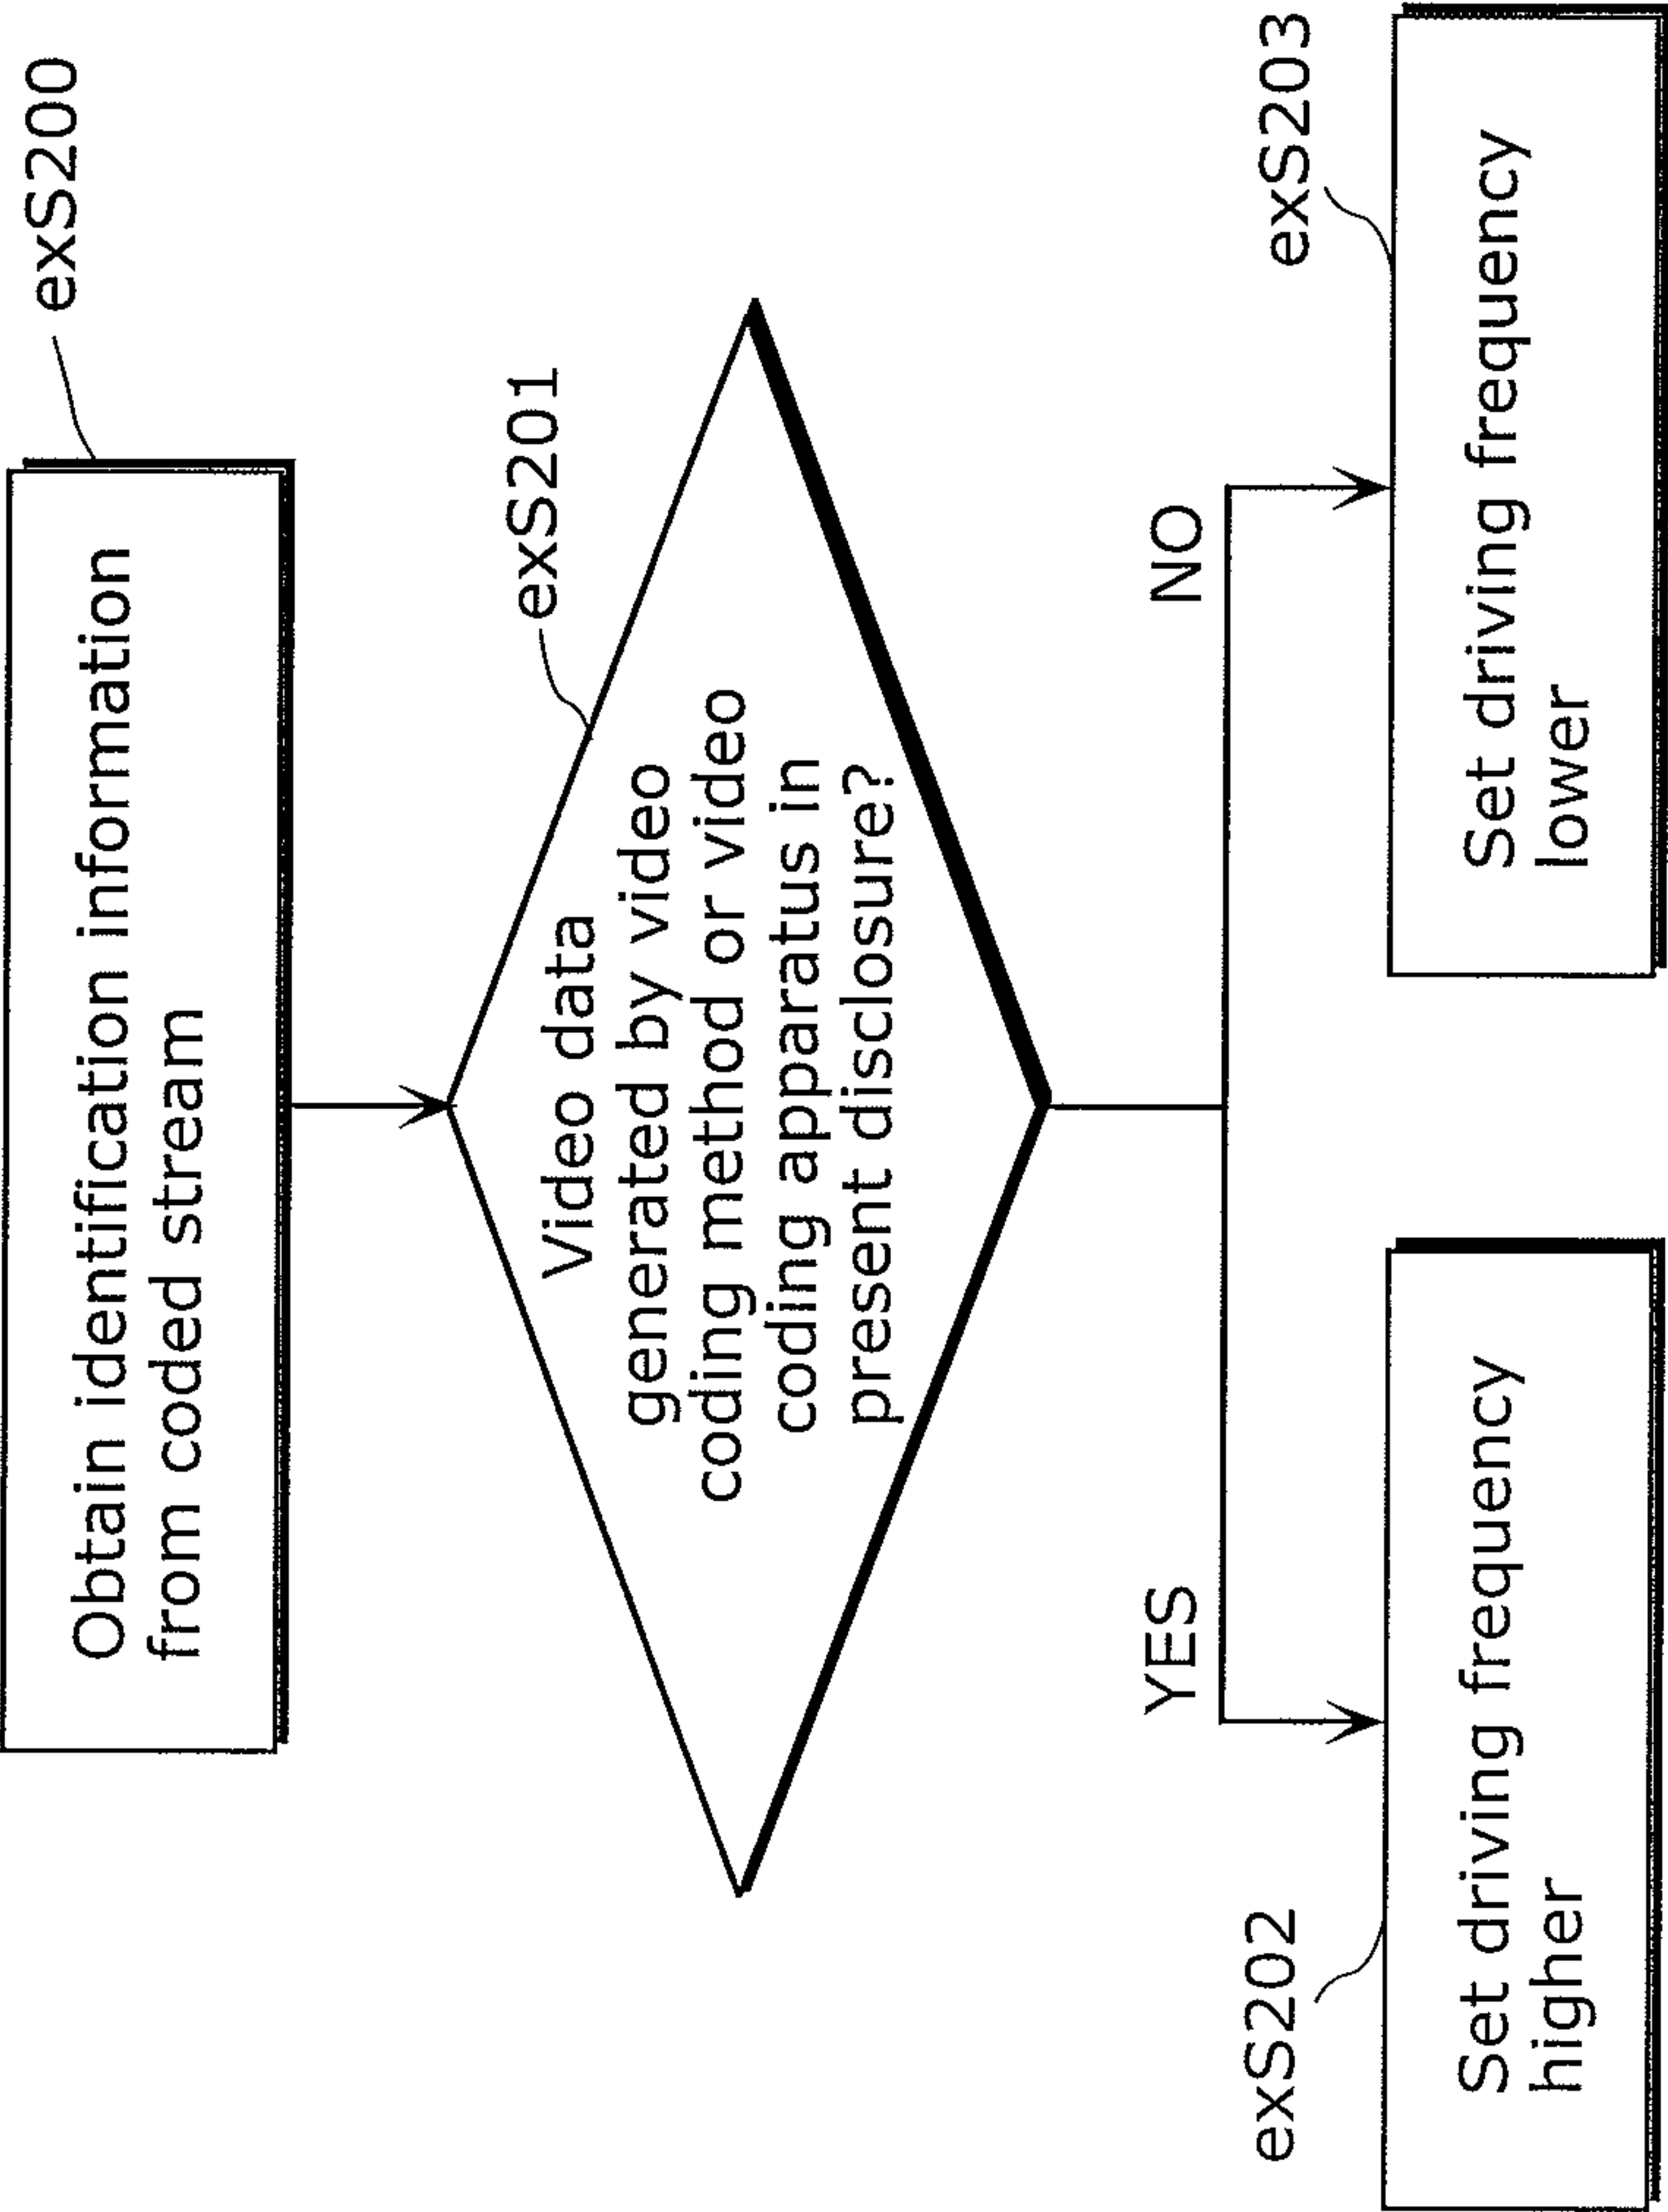 exS200
Obtain identification information
from coded stream
exS201
Video data
generated by video
coding method or video
coding apparatus in
present disclosure?
YES
NO
exS202
Set driving frequency
higher
exS203
Set driving frequency
lower